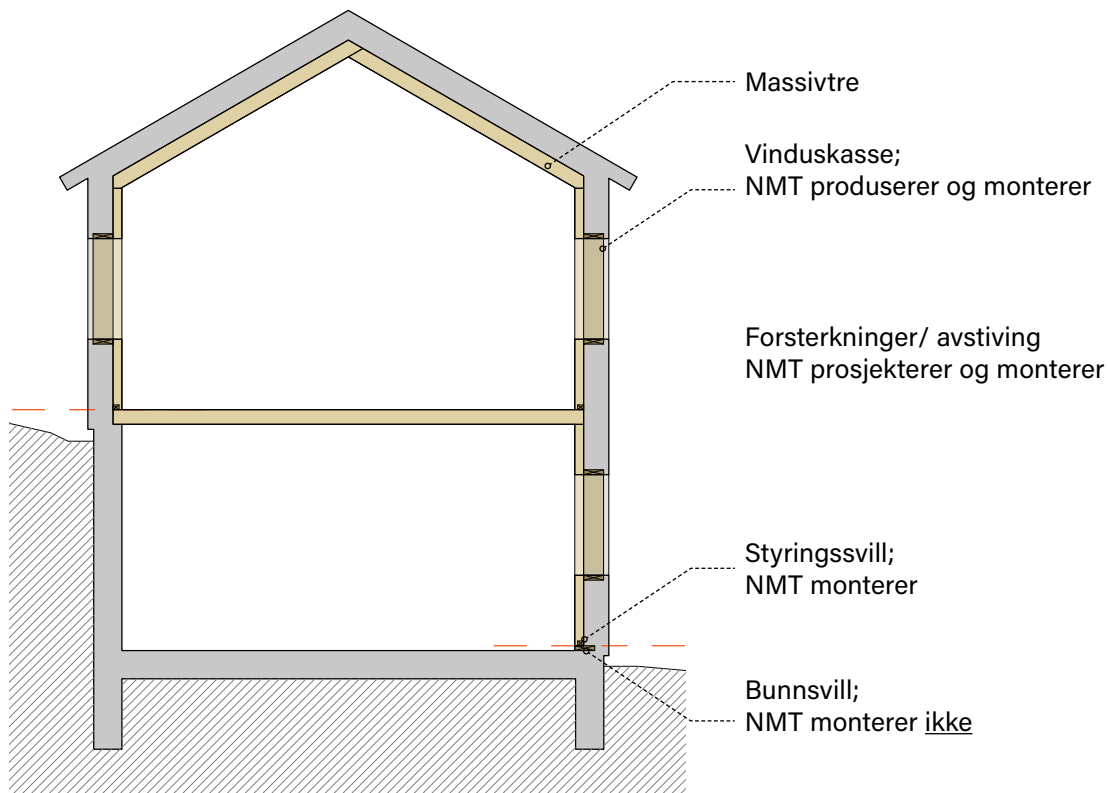 Massivtre
Vinduskasse;
NMT produserer og monterer
Forsterkninger/ avstiving
NMT prosjekterer og monterer
Styringssvill;
NMT monterer
Bunnsvill;
NMT monterer ikke